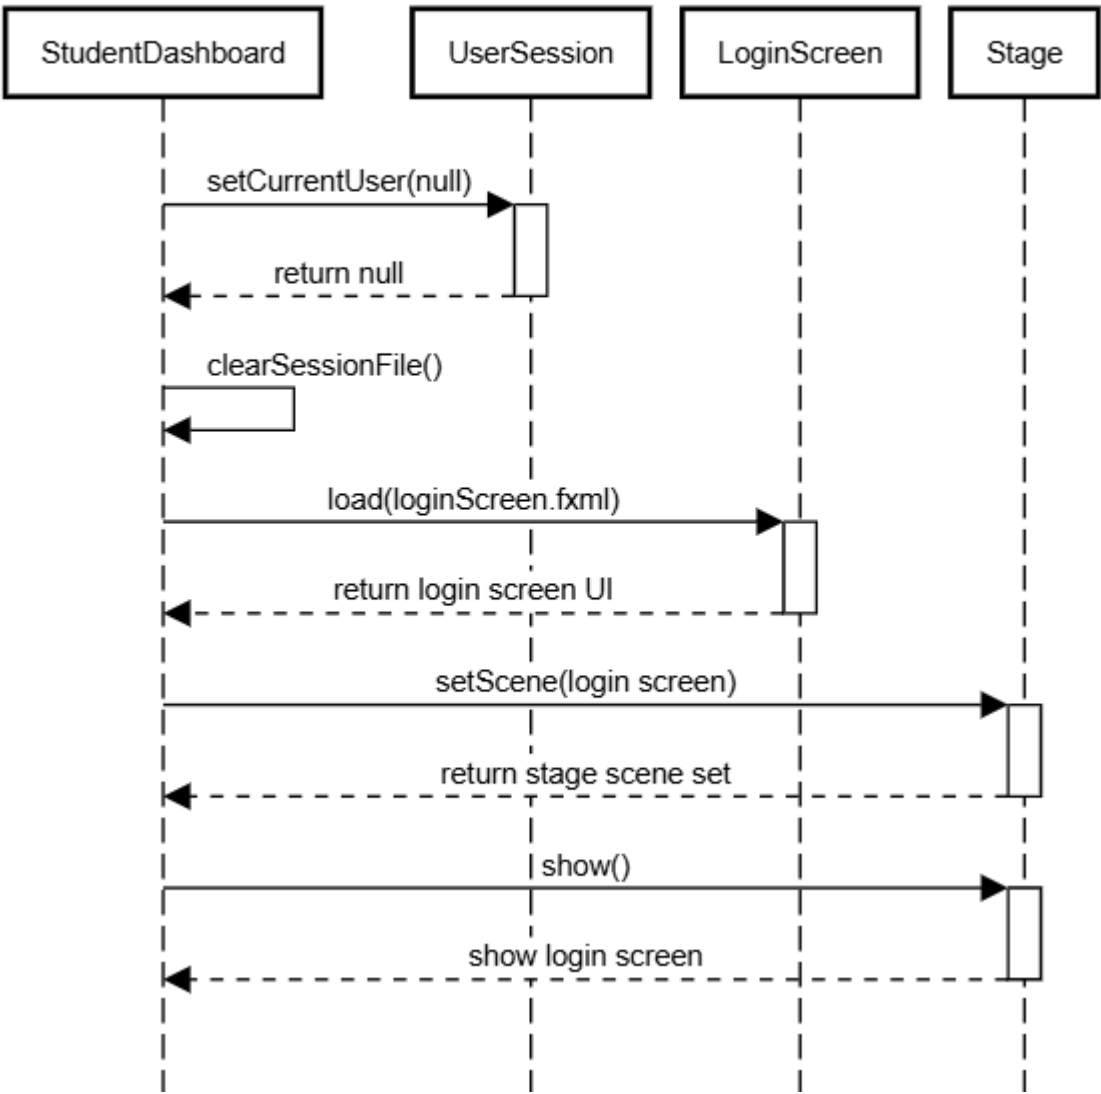 StudentDashboard
UserSession
LoginScreen
Stage
setCurrentUser(null)
return null
clearSessionFile()
load(loginScreen.fxml)
return login screen UI
setScene(login screen)
return stage scene set
show()
show login screen